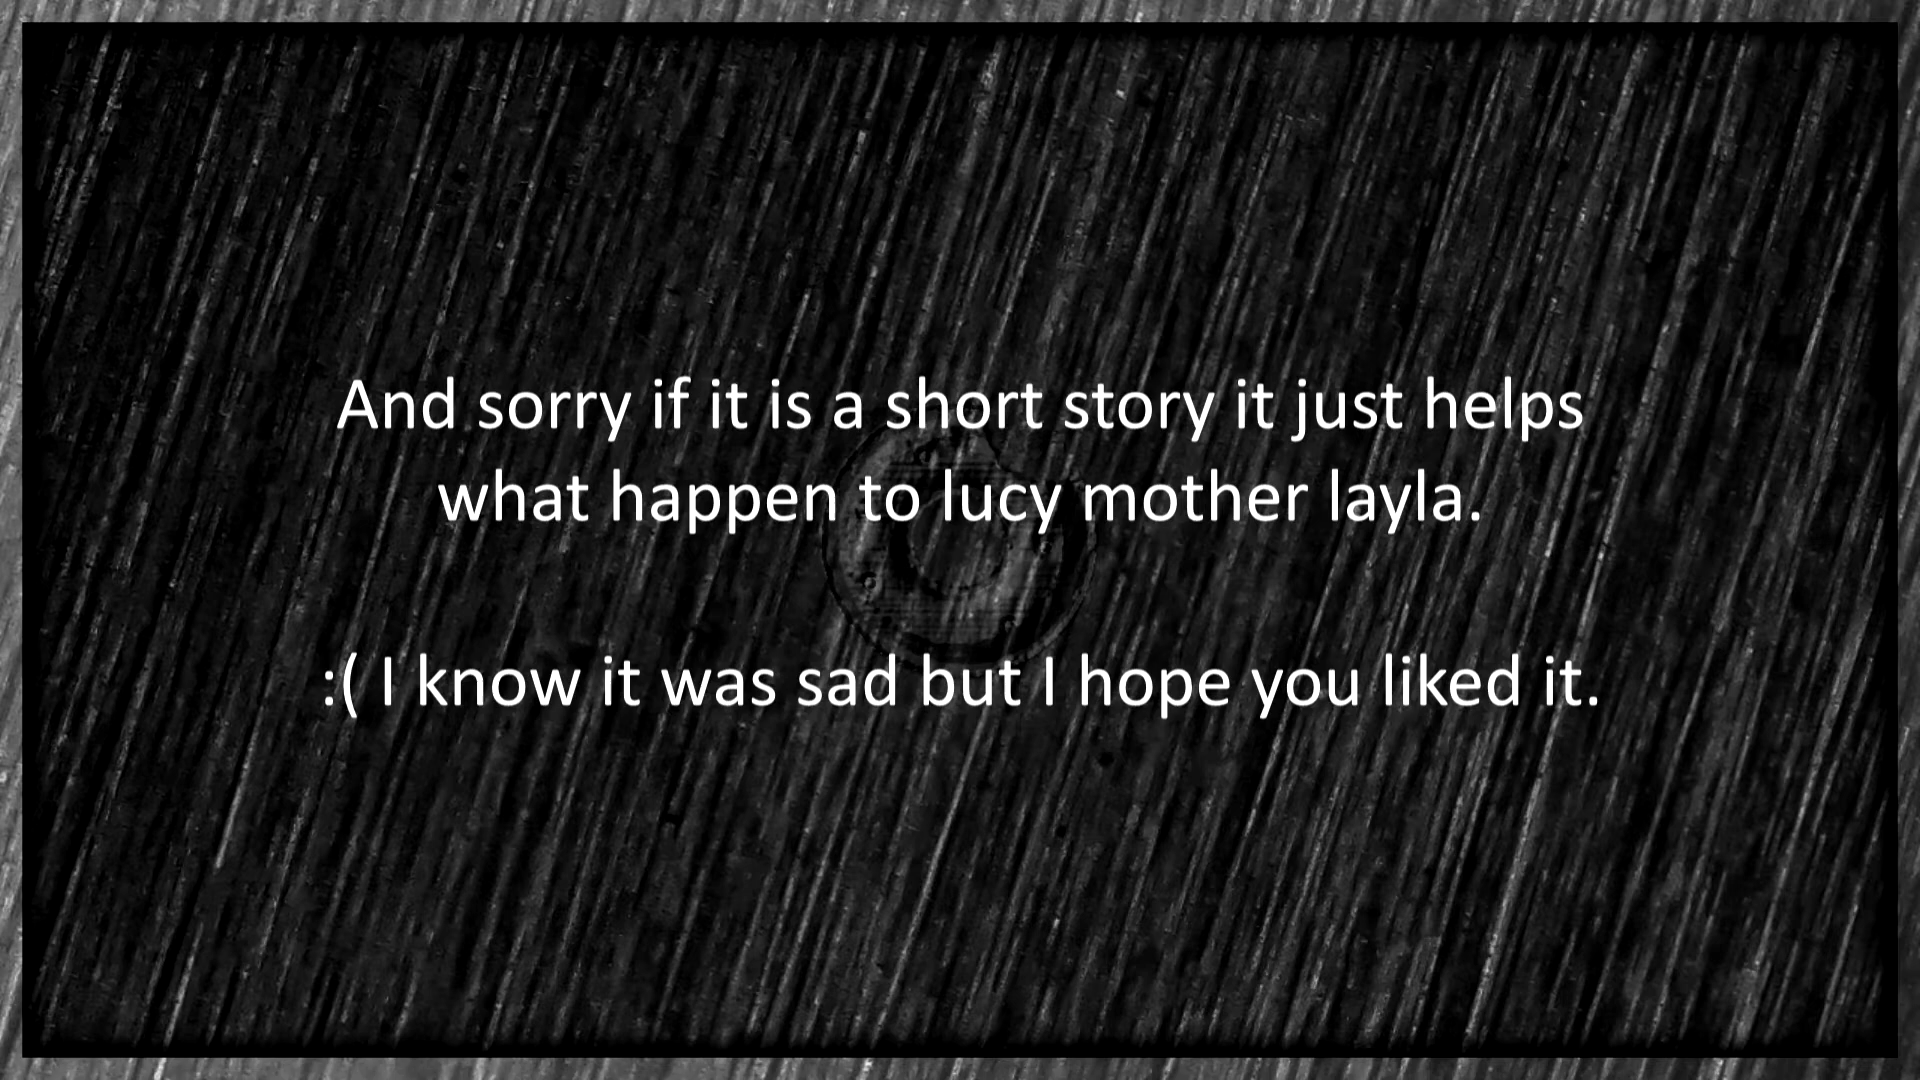 And sorry if it is a short story it just helps
what happen to lucy mother layla.
:( I know it was sad but I hope you liked it.